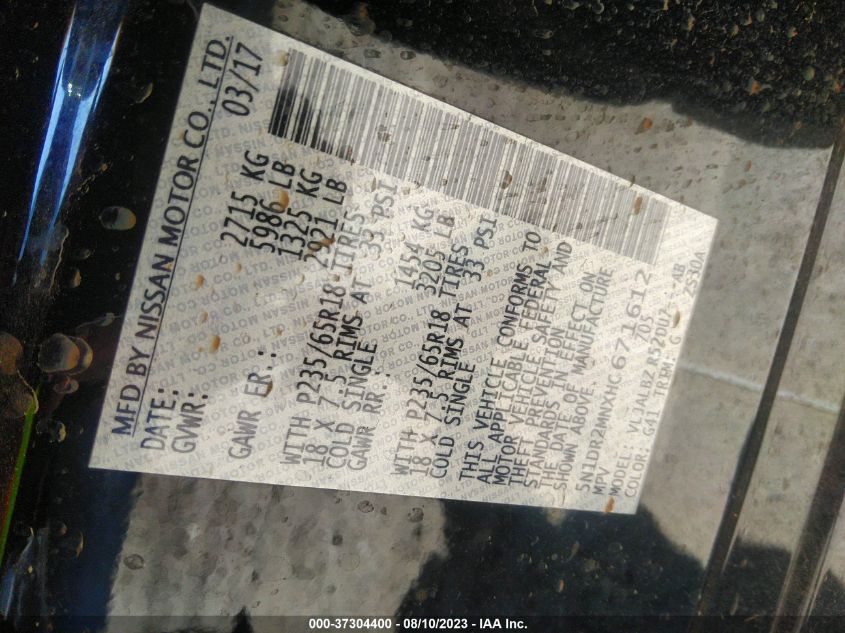 MFD BY NISSAN MOTOR CO., LTD.
DATE: 03/17
GVWR: 2715 KG
5986 LB
GAWR FR.: 1325 KG
2921 LB
WITH P235/65R18 TIRES
18 X 7.5 RIMS AT 33 PSI
COLD SINGLE
GAWR RR.: 1454 KG
3205 LB
WITH P235/65R18 TIRES
18 X 7.5 RIMS AT 33 PSI
COLD SINGLE
THIS VEHICLE CONFORMS TO
ALL APPLICABLE FEDERAL
MOTOR VEHICLE SAFETY AND
THEFT PREVENTION
STANDARDS IN EFFECT ON
THE DATE OF MANUFACTURE
SHOWN ABOVE.
5N1DR2MNXHC671612
MPV 705
MODEL:
COLOR: G41 TRIM: G
000-37304400 - 08/10/2023 - IAA Inc.